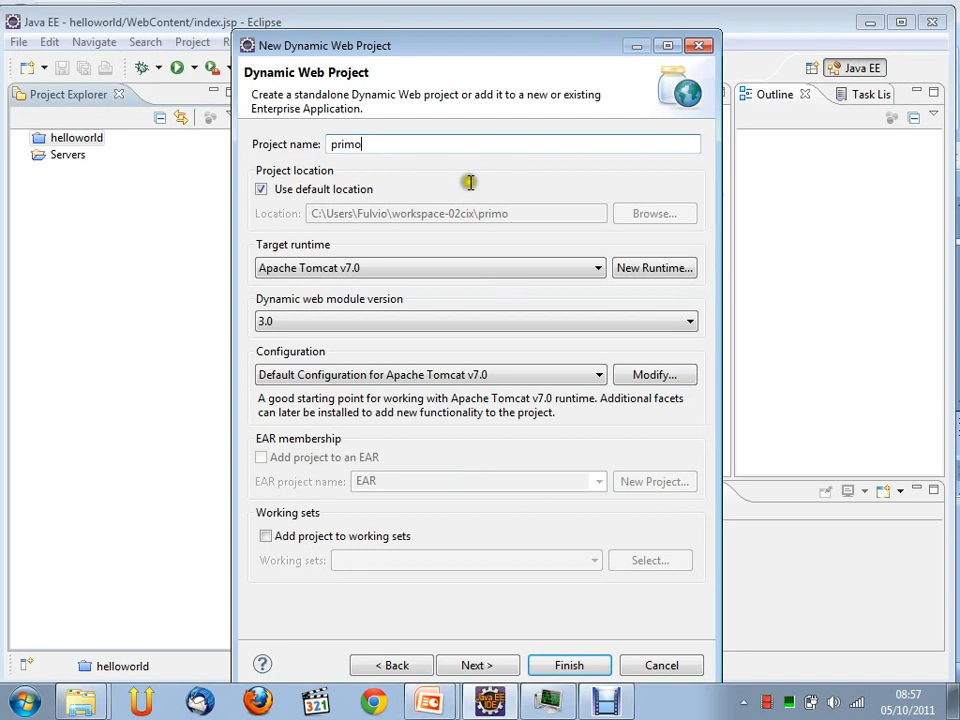 Java EE - helloworld/WebContent/index.jsp - Eclipse
File Edit Navigate Search Project
New Dynamic Web Project
Dynamic Web Project
Create a standalone Dynamic Web project or add it to a new or existing
Enterprise Application.
Java EE
Project Explorer
Outline
Task Lis
helloworld
Servers
Project name: primo
Project location
Use default location
Location: C:\Users\Fulvio\workspace-02cix\primo Browse...
Target runtime
Apache Tomcat v7.0 New Runtime...
Dynamic web module version
3.0
Configuration
Default Configuration for Apache Tomcat v7.0 Modify...
A good starting point for working with Apache Tomcat v7.0 runtime. Additional facets
can later be installed to add new functionality to the project.
EAR membership
Add project to an EAR
EAR project name: EAR New Project...
Working sets
Add project to working sets
Working sets: Select...
? < Back Next > Finish Cancel
helloworld
321
Java EE
IDE
08:57
05/10/2011